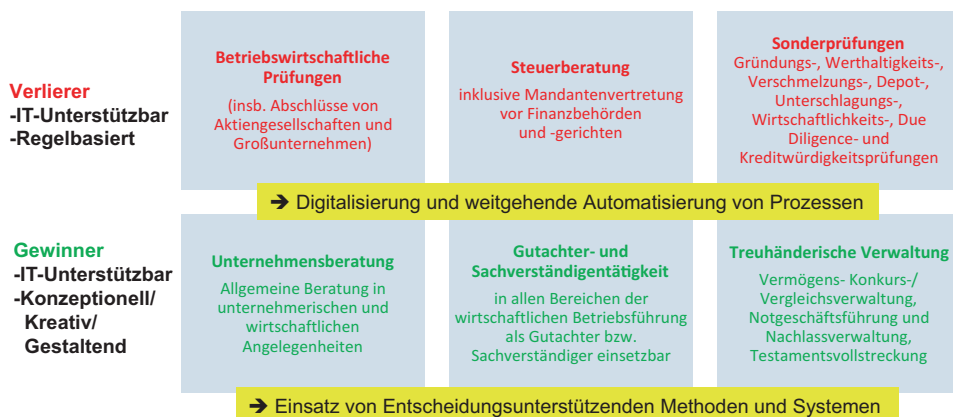 Verlierer
-IT-Unterstützbar
-Regelbasiert
Betriebswirtschaftliche
Prüfungen
(insb. Abschlüsse von
Aktiengesellschaften und
Großunternehmen)
Steuerberatung
inklusive Mandantenvertretung
vor Finanzbehörden
und -gerichten
Sonderprüfungen
Gründungs-, Werthaltigkeits-,
Verschmelzungs-, Depot-,
Unterschlagungs-,
Wirtschaftlichkeits-, Due
Diligence- und
Kreditwürdigkeitsprüfungen
➔ Digitalisierung und weitgehende Automatisierung von Prozessen
Gewinner
-IT-Unterstützbar
-Konzeptionell/
Kreativ/
Gestaltend
Unternehmensberatung
Allgemeine Beratung in
unternehmerischen und
wirtschaftlichen
Angelegenheiten
Gutachter- und
Sachverständigentätigkeit
in allen Bereichen der
wirtschaftlichen Betriebsführung
als Gutachter bzw.
Sachverständiger einsetzbar
Treuhänderische Verwaltung
Vermögens- Konkurs-/
Vergleichsverwaltung,
Notgeschäftsführung und
Nachlassverwaltung,
Testamentsvollstreckung
➔ Einsatz von Entscheidungsunterstützenden Methoden und Systemen